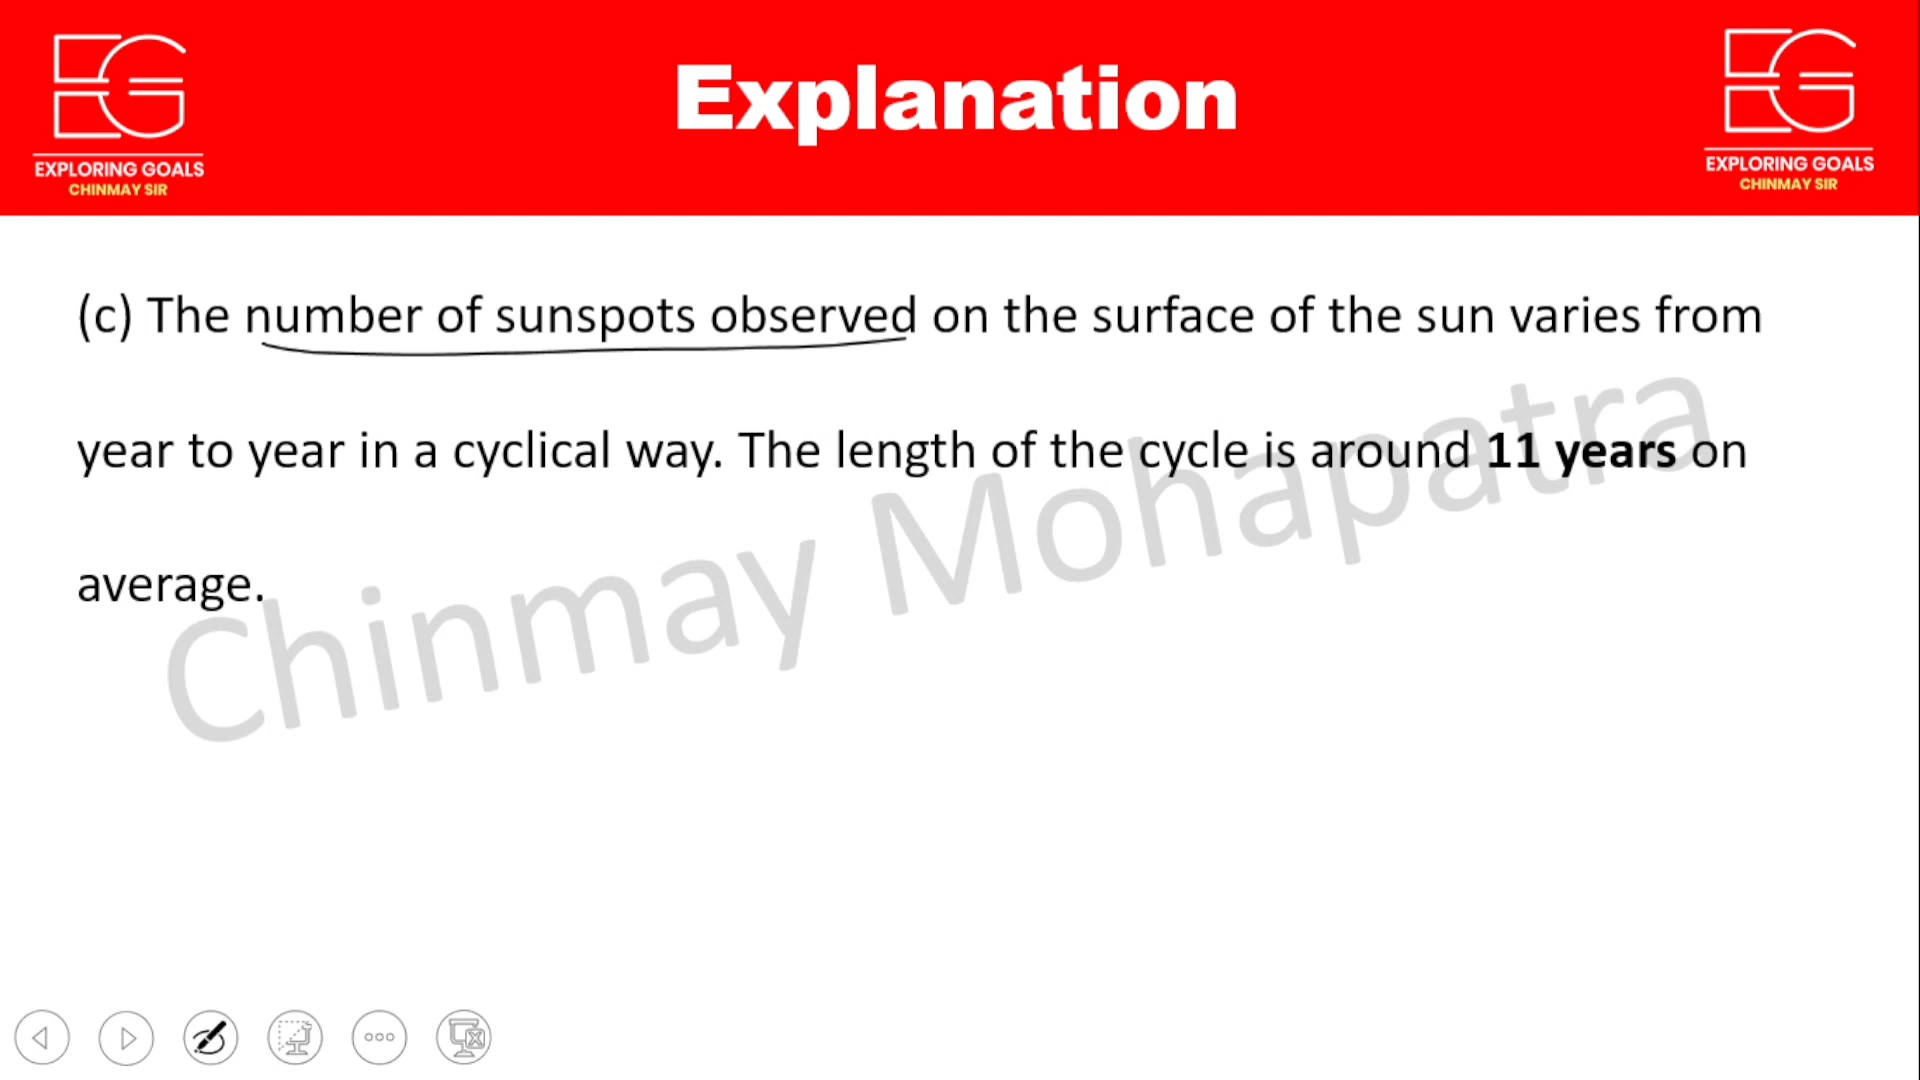 EG
EXPLORING GOALS
CHINMAY SIR
Explanation
EG
EXPLORING GOALS
CHINMAY SIR
(c) The number of sunspots observed on the surface of the sun varies from
year to year in a cyclical way. The length of the cycle is around 11 years on
average.
Chinmay Mohapatra